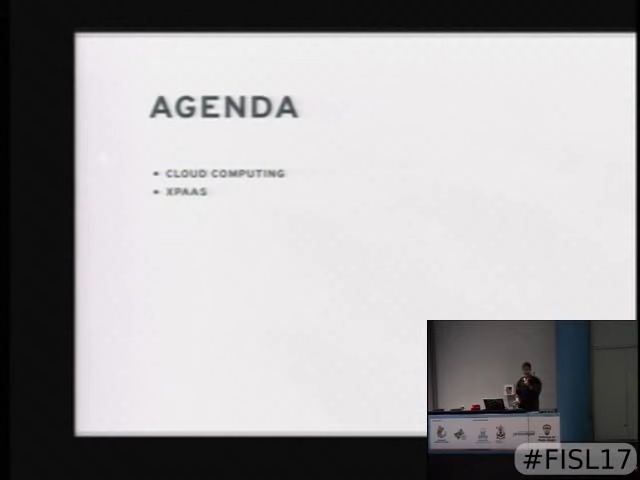 AGENDA
• CLOUD COMPUTING
• XPAAS
#FISL17